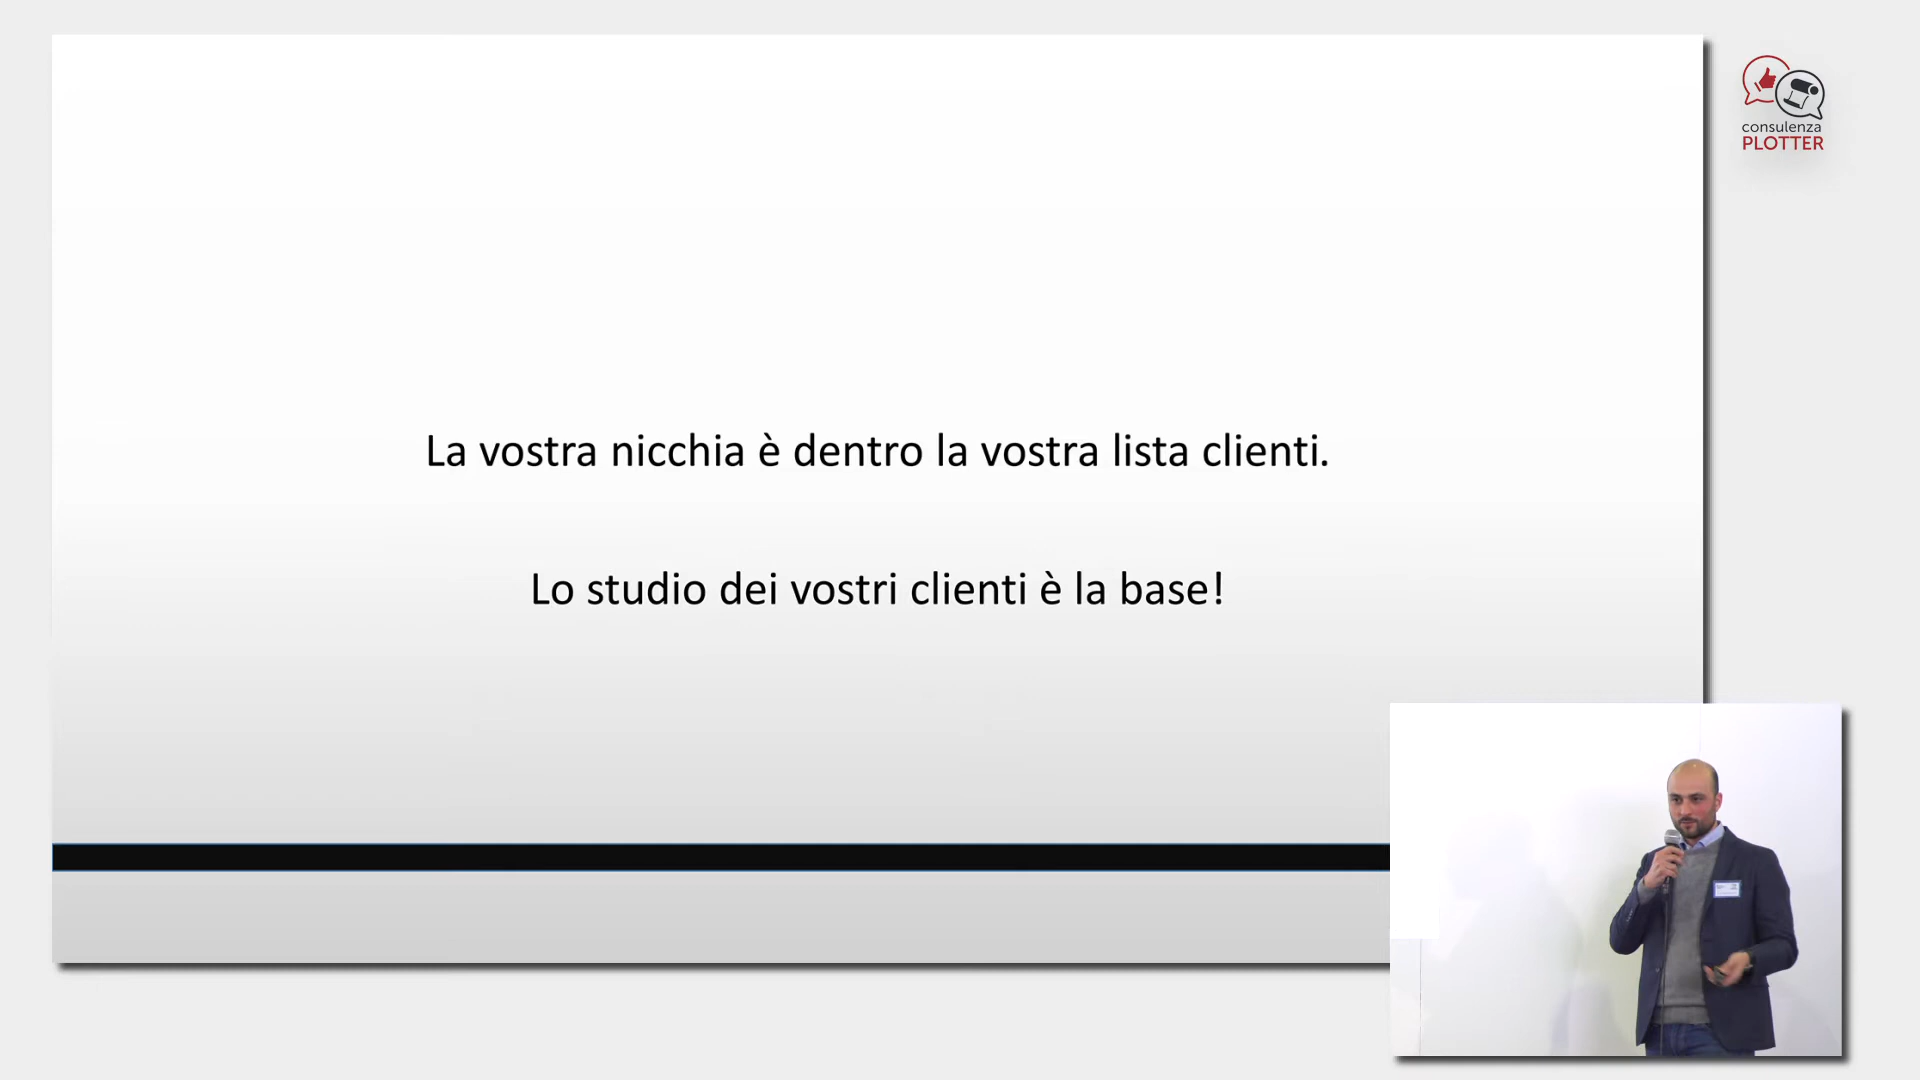 consulenza
PLOTTER
La vostra nicchia è dentro la vostra lista clienti.
Lo studio dei vostri clienti è la base!